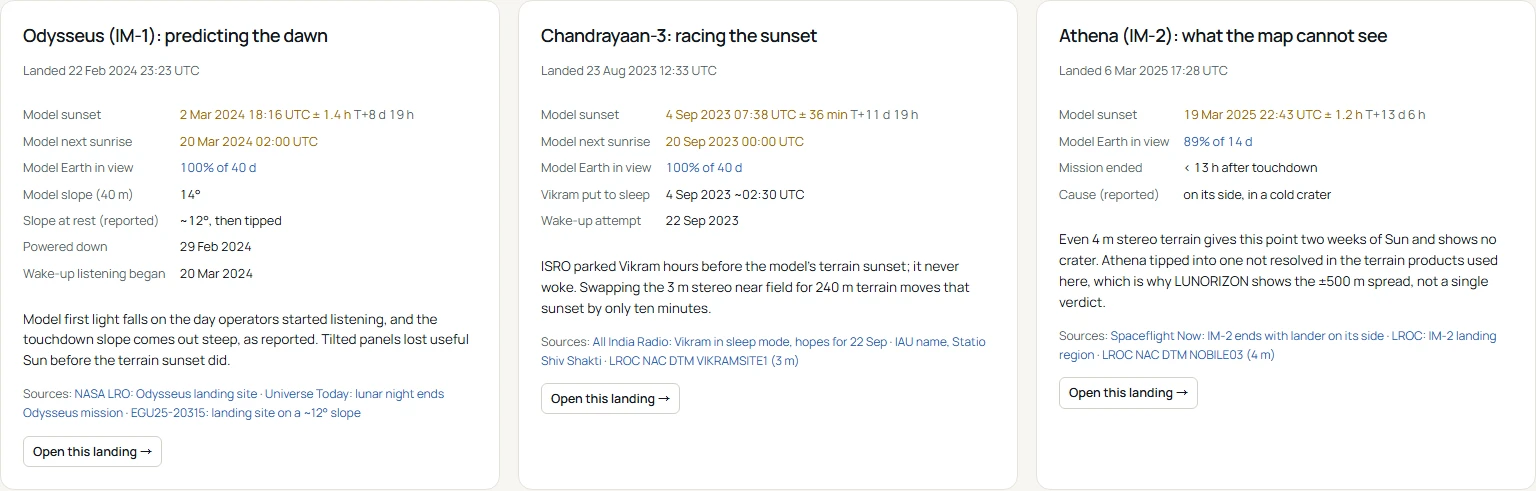 Odysseus (IM-1): predicting the dawn
Landed 22 Feb 2024 23:23 UTC
Model sunset 2 Mar 2024 18:16 UTC ± 1.4 h T+8 d 19 h
Model next sunrise 20 Mar 2024 02:00 UTC
Model Earth in view 100% of 40 d
Model slope (40 m) 14°
Slope at rest (reported) ~12°, then tipped
Powered down 29 Feb 2024
Wake-up listening began 20 Mar 2024
Model first light falls on the day operators started listening, and the
touchdown slope comes out steep, as reported. Tilted panels lost useful
Sun before the terrain sunset did.
Sources: NASA LRO: Odysseus landing site · Universe Today: lunar night ends
Odysseus mission · EGU25-20315: landing site on a ~12° slope
Open this landing →
Chandrayaan-3: racing the sunset
Landed 23 Aug 2023 12:33 UTC
Model sunset 4 Sep 2023 07:38 UTC ± 36 min T+11 d 19 h
Model next sunrise 20 Sep 2023 00:00 UTC
Model Earth in view 100% of 40 d
Vikram put to sleep 4 Sep 2023 ~02:30 UTC
Wake-up attempt 22 Sep 2023
ISRO parked Vikram hours before the model's terrain sunset; it never
woke. Swapping the 3 m stereo near field for 240 m terrain moves that
sunset by only ten minutes.
Sources: All India Radio: Vikram in sleep mode, hopes for 22 Sep · IAU name, Statio
Shiv Shakti · LROC NAC DTM VIKRAMSITE1 (3 m)
Open this landing →
Athena (IM-2): what the map cannot see
Landed 6 Mar 2025 17:28 UTC
Model sunset 19 Mar 2025 22:43 UTC ± 1.2 h T+13 d 6 h
Model Earth in view 89% of 14 d
Mission ended < 13 h after touchdown
Cause (reported) on its side, in a cold crater
Even 4 m stereo terrain gives this point two weeks of Sun and shows no
crater. Athena tipped into one not resolved in the terrain products used
here, which is why LUNORIZON shows the ±500 m spread, not a single
verdict.
Sources: Spaceflight Now: IM-2 ends with lander on its side · LROC: IM-2 landing
region · LROC NAC DTM NOBILE03 (4 m)
Open this landing →